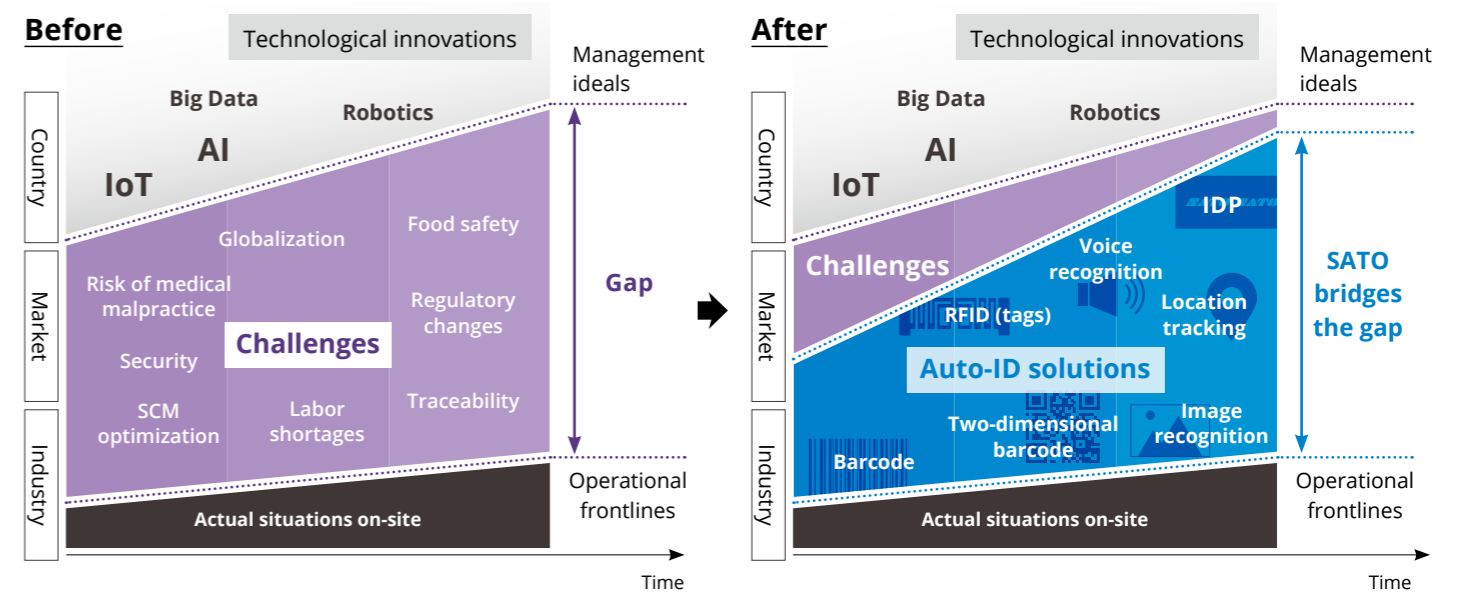 Before
Technological innovations
Management
ideals
Big Data
Robotics
AI
IoT
Country
Market
Industry
Food safety
Globalization
Risk of medical
malpractice
Regulatory
changes
Gap
Challenges
Security
Traceability
SCM
optimization
Labor
shortages
Operational
frontlines
Actual situations on-site
Time
After
Technological innovations
Management
ideals
Big Data
Robotics
AI
IoT
Country
Market
Industry
IDP
Voice
recognition
Challenges
SATO
bridges
the gap
Location
tracking
RFID (tags)
Auto-ID solutions
Two-dimensional
barcode
Image
recognition
Barcode
Operational
frontlines
Actual situations on-site
Time